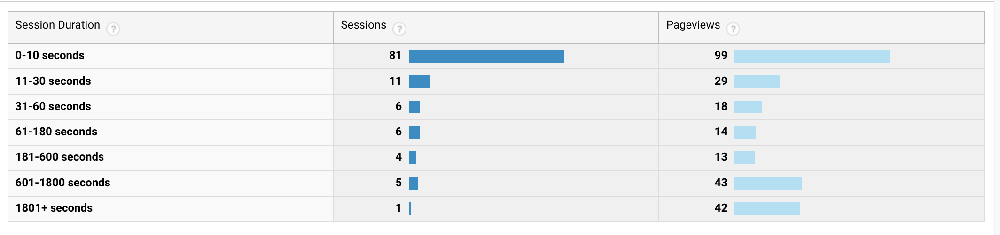 Session Duration ? Sessions ? Pageviews ?
0-10 seconds 81 99
11-30 seconds 11 29
31-60 seconds 6 18
61-180 seconds 6 14
181-600 seconds 4 13
601-1800 seconds 5 43
1801+ seconds 1 42